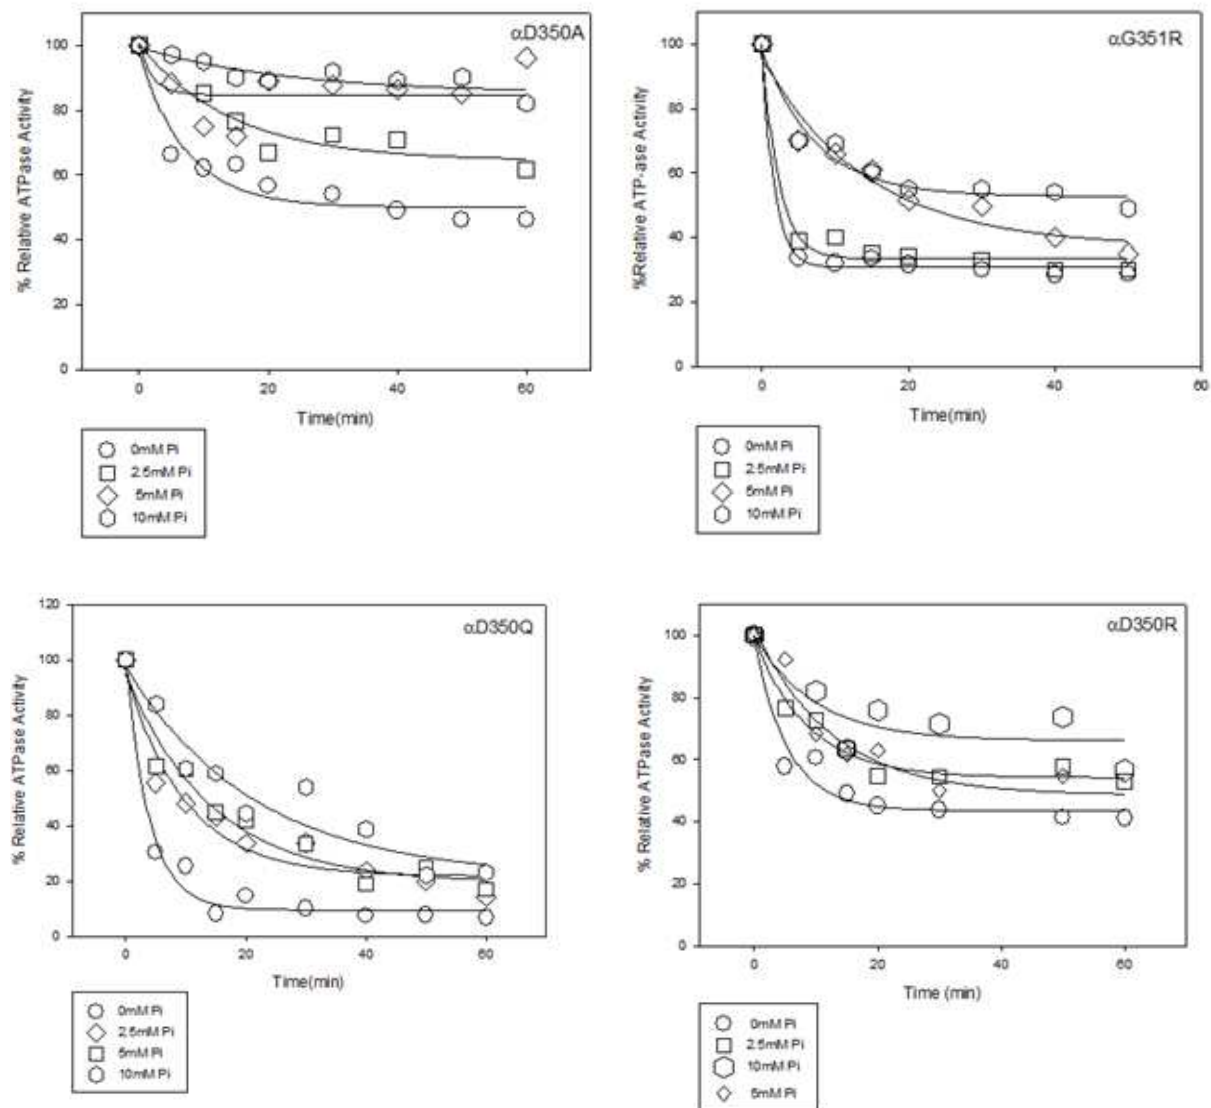 αD350A
% Relative ATPase Activity
100
80
60
40
20
0
0 20 40 60
Time(min)
0mM Pi
2.5mM Pi
5mM Pi
10mM Pi
αG351R
%Relative ATP-ase Activity
100
80
60
40
20
0
0 20 40 60
Time(min)
0mM Pi
2.5mM Pi
5mM Pi
10mM Pi
αD350Q
% Relative ATPase Activity
120
100
80
60
40
20
0
0 20 40 60
Time(min)
0mM Pi
2.5mM Pi
5mM Pi
10mM Pi
αD350R
% Relative ATPase Activity
100
80
60
40
20
0
0 20 40 60
Time (min)
0mM Pi
2.5mM Pi
10mM Pi
5mM Pi